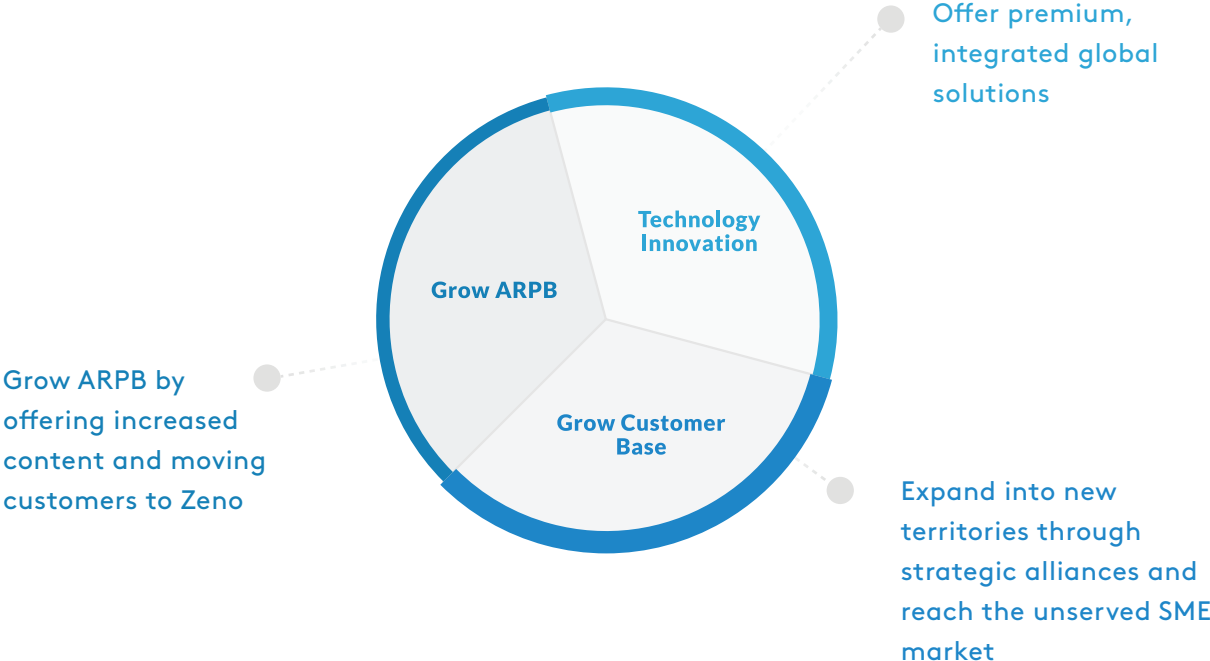 Offer premium,
integrated global
solutions
Technology
Innovation
Grow ARPB
Grow ARPB by
offering increased
content and moving
customers to Zeno
Grow Customer
Base
Expand into new
territories through
strategic alliances and
reach the unserved SME
market